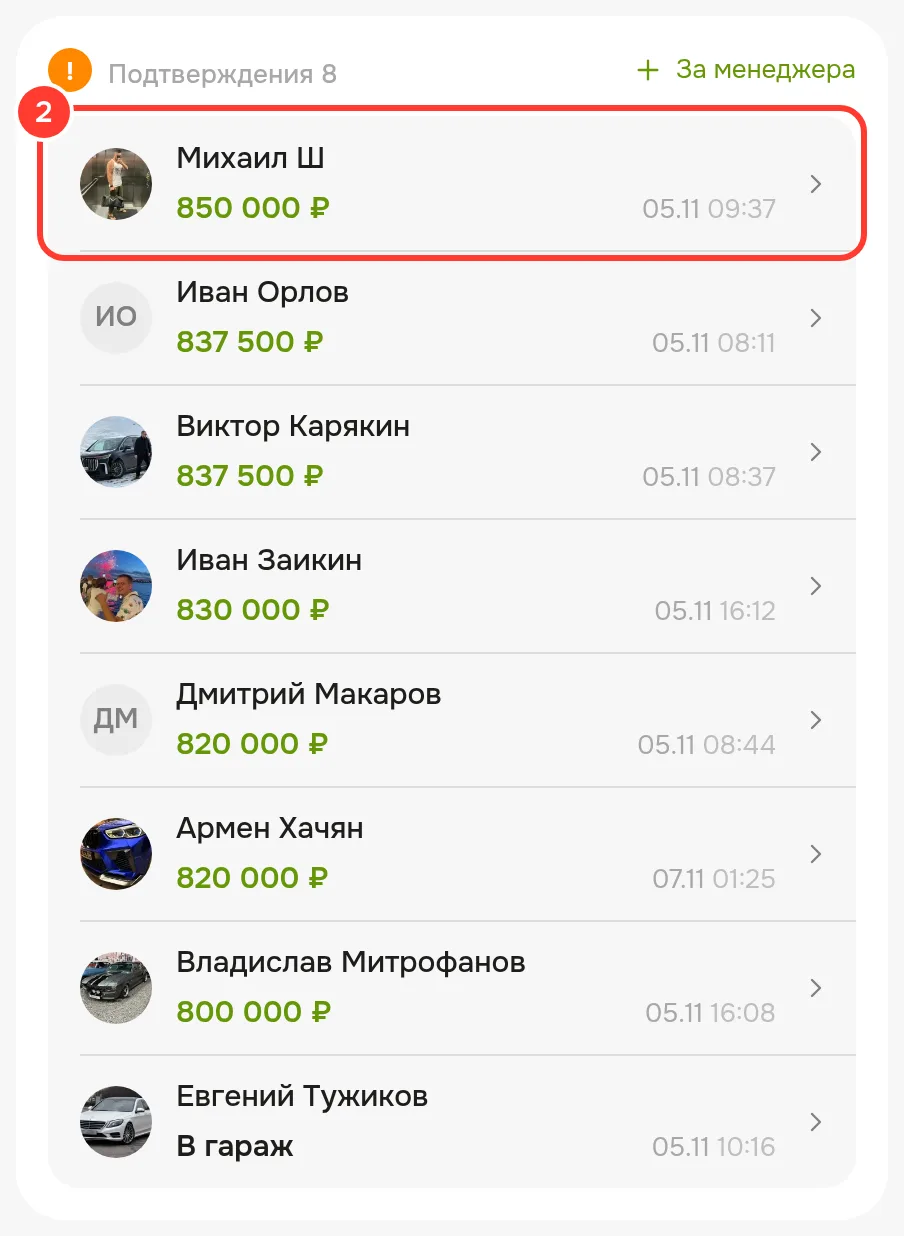 ! Подтверждения 8
+ За менеджера
2
Михаил Ш
850 000 ₽
05.11 09:37
Иван Орлов
ИО
837 500 ₽
05.11 08:11
Виктор Карякин
837 500 ₽
05.11 08:37
Иван Заикин
830 000 ₽
05.11 16:12
Дмитрий Макаров
ДМ
820 000 ₽
05.11 08:44
Армен Хачян
820 000 ₽
07.11 01:25
Владислав Митрофанов
800 000 ₽
05.11 16:08
Евгений Тужиков
В гараж
05.11 10:16